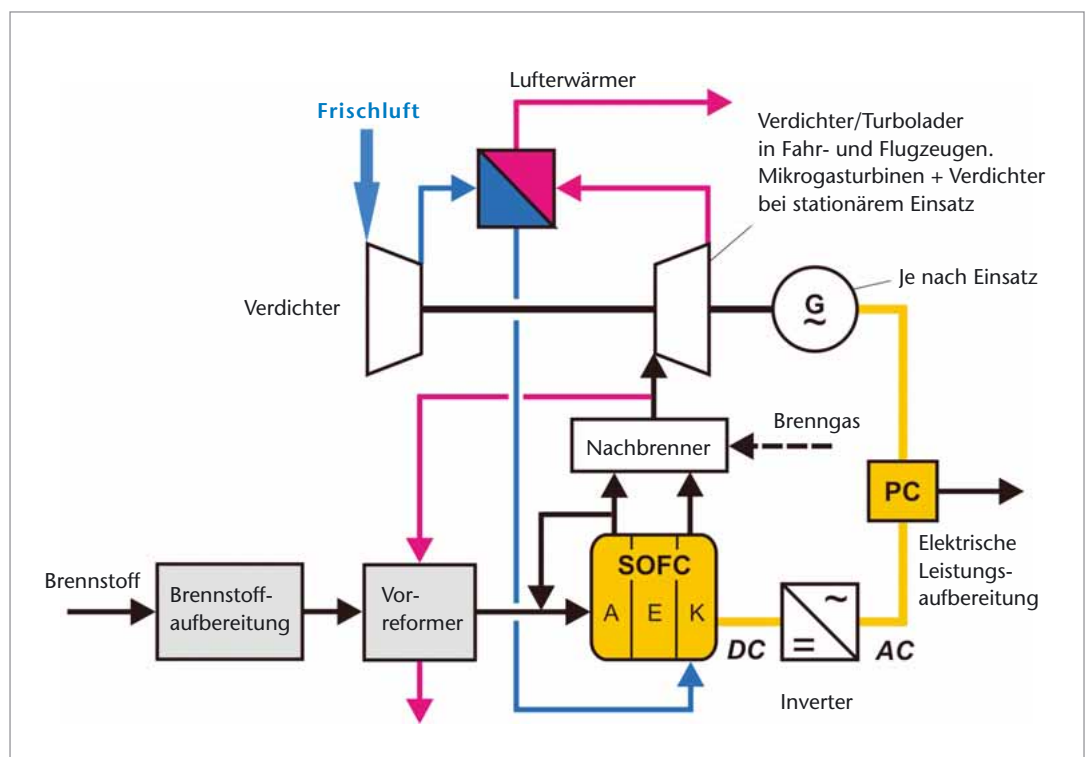 Lufterwärmer
Frischluft
Verdichter/Turbolader
in Fahr- und Flugzeugen.
Mikrogasturbinen + Verdichter
bei stationärem Einsatz
Je nach Einsatz
Verdichter
G
~
Brenngas
Nachbrenner
PC
Elektrische
Leistungs-
aufbereitung
SOFC
A E K
Brennstoff
Brennstoff-
aufbereitung
Vor-
reformer
~
=
DC
AC
Inverter